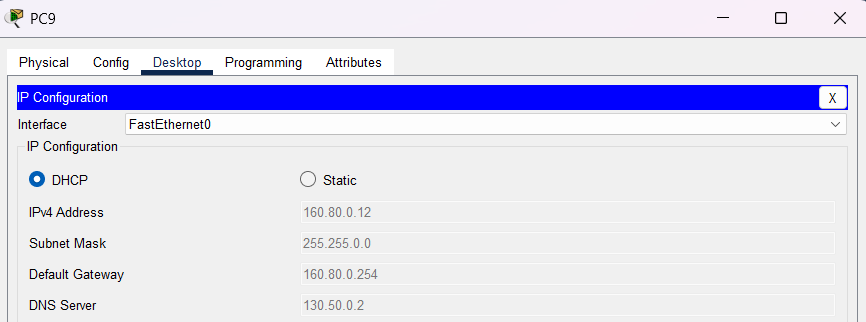 PC9
Physical Config Desktop Programming Attributes
IP Configuration X
Interface FastEthernet0
IP Configuration
DHCP Static
IPv4 Address 160.80.0.12
Subnet Mask 255.255.0.0
Default Gateway 160.80.0.254
DNS Server 130.50.0.2